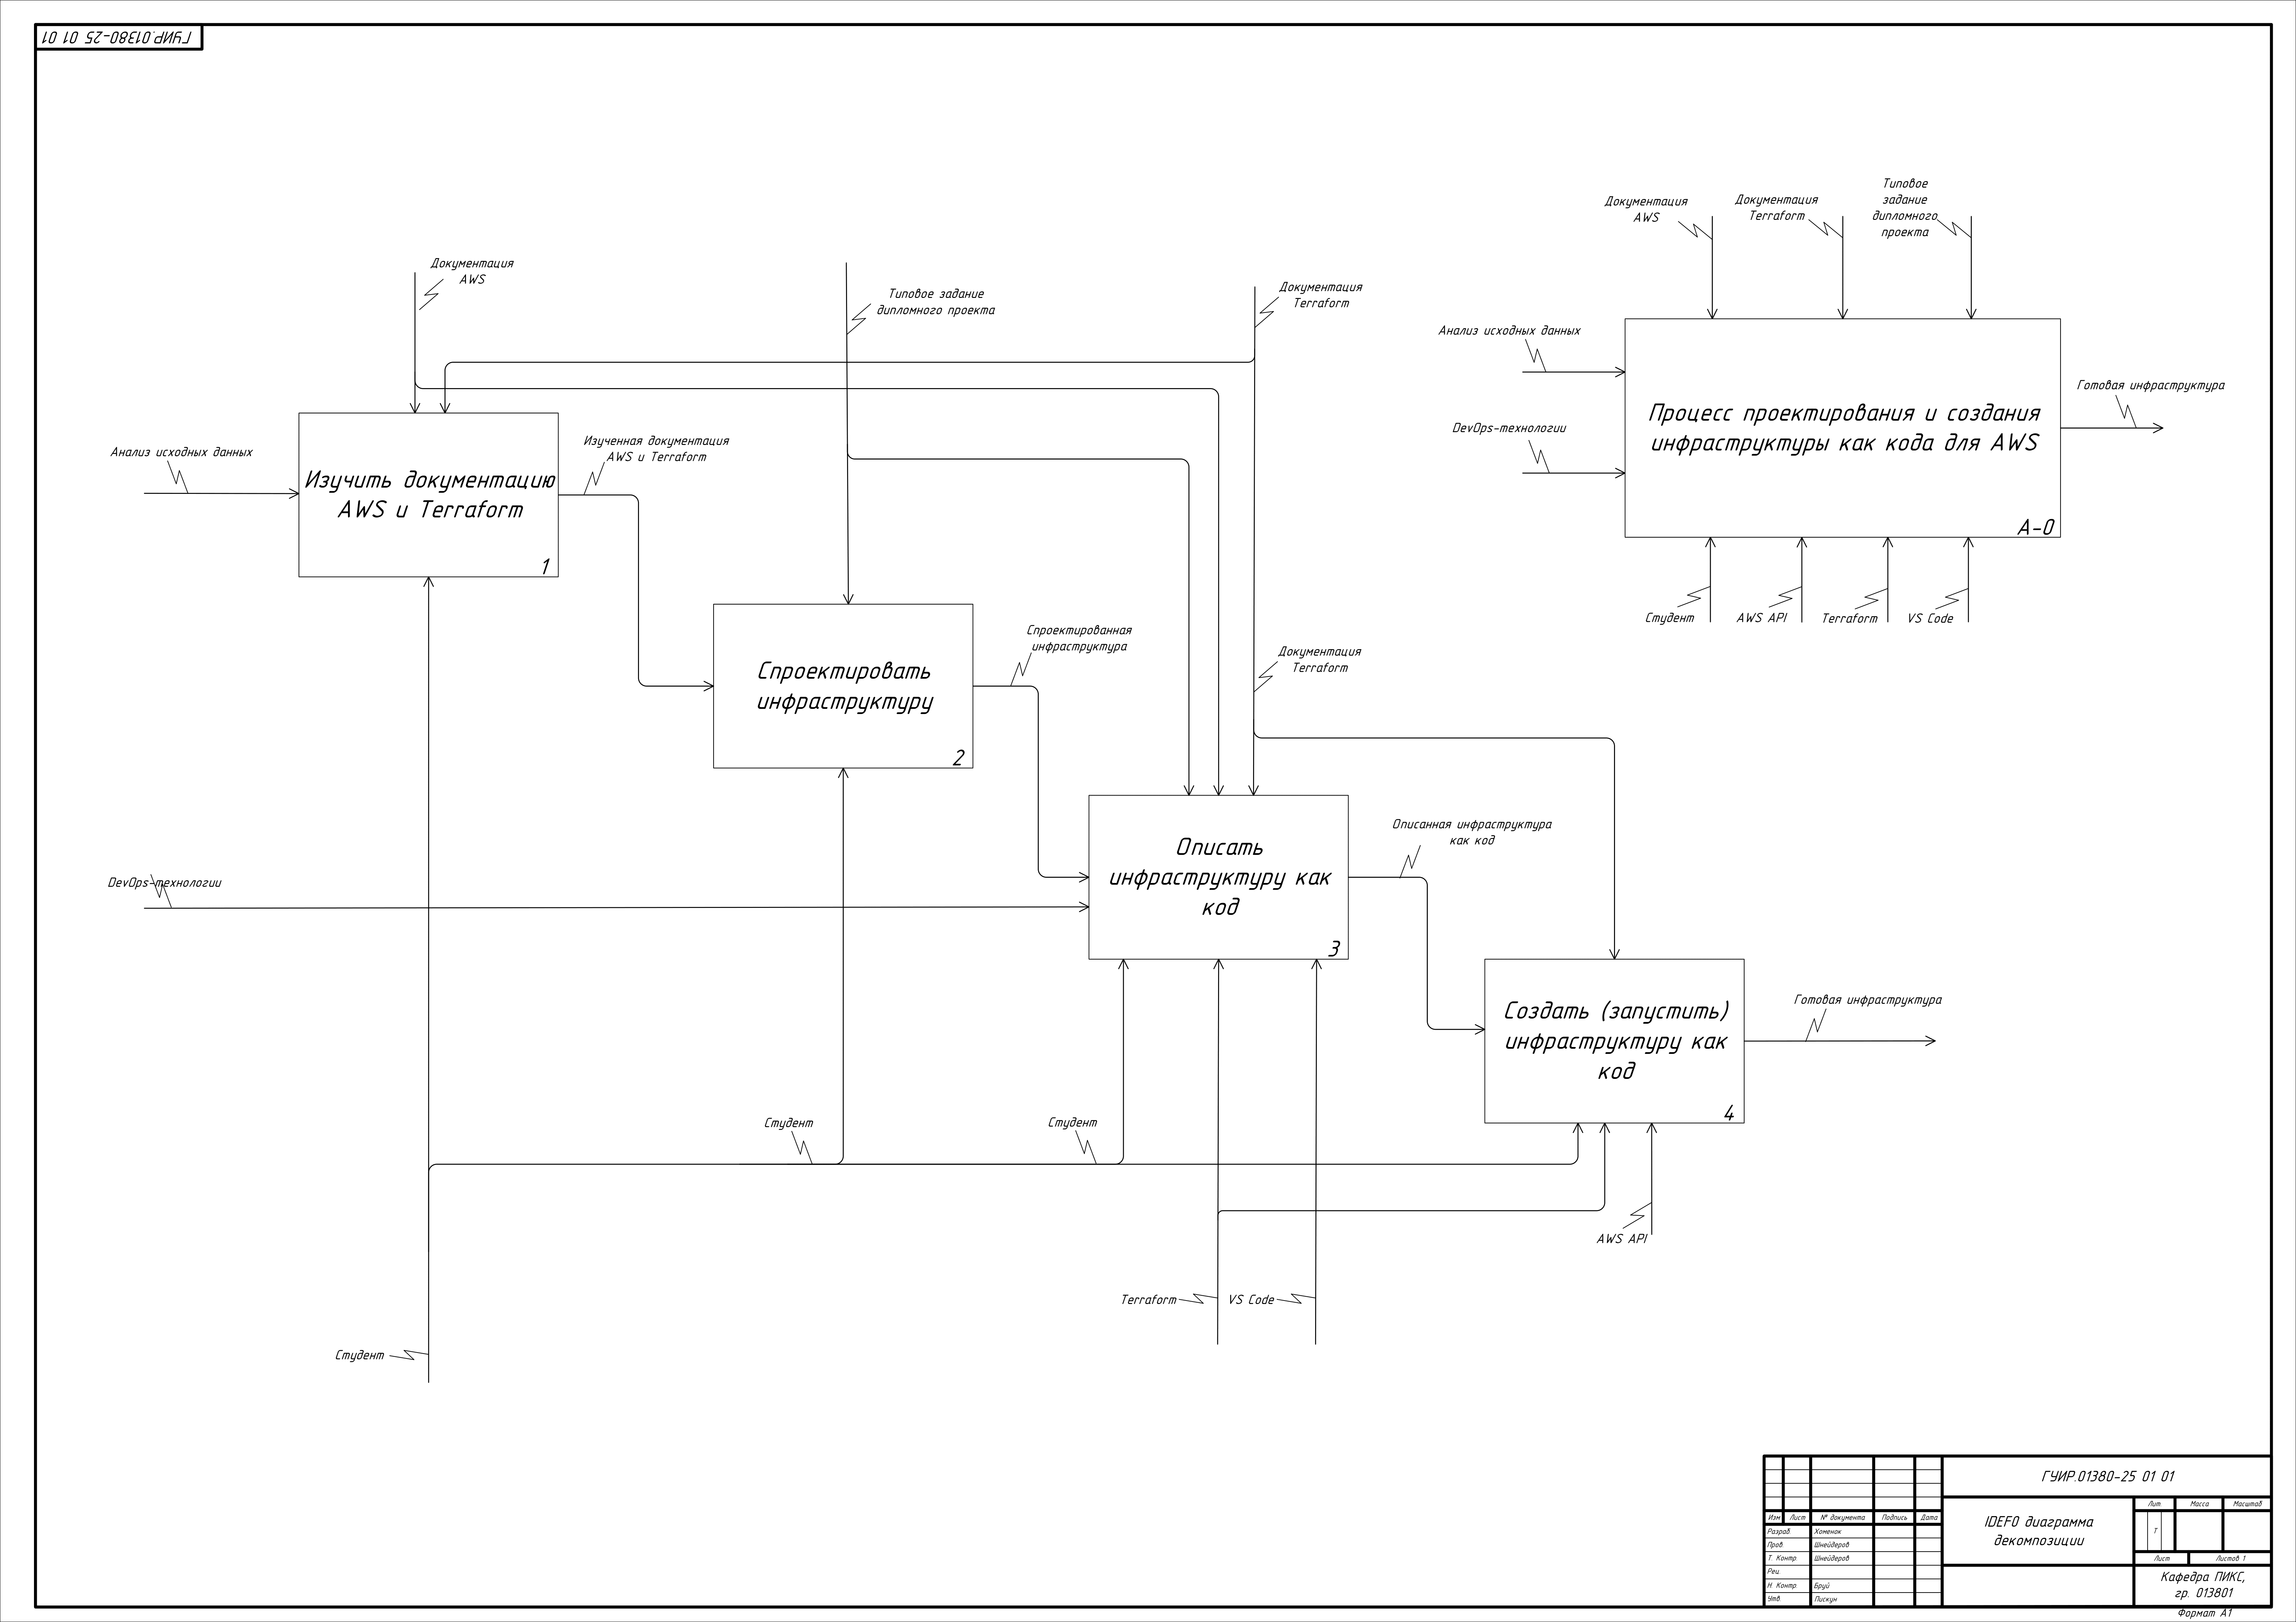 ГУИР.01380-25 01 01
Документация
AWS
Типовое задание
дипломного проекта
Документация
Terraform
Анализ исходных данных
Изучить документацию
AWS и Terraform
1
Изученная документация
AWS и Terraform
Спроектировать
инфраструктуру
2
Спроектированная
инфраструктура
Документация
Terraform
DevOps-технологии
Описать
инфраструктуру как
код
3
Описанная инфраструктура
как код
Создать (запустить)
инфраструктуру как
код
4
Готовая инфраструктура
Студент
Студент
AWS API
Terraform
VS Code
Студент
Документация
AWS
Документация
Terraform
Типовое
задание
дипломного
проекта
Анализ исходных данных
DevOps-технологии
Процесс проектирования и создания
инфраструктуры как кода для AWS
А-0
Готовая инфраструктура
Студент
AWS API
Terraform
VS Code
ГУИР.01380-25 01 01
IDEF0 диаграмма
декомпозиции
Лит. Масса Масштаб
Т
Лист Листов 1
Кафедра ПИКС,
гр. 013801
Изм Лист № документа Подпись Дата
Разраб. Хоменок
Пров. Шнейдеров
Т. Контр. Шнейдеров
Рец.
Н. Контр. Бруй
Утв. Пискун
Формат А1